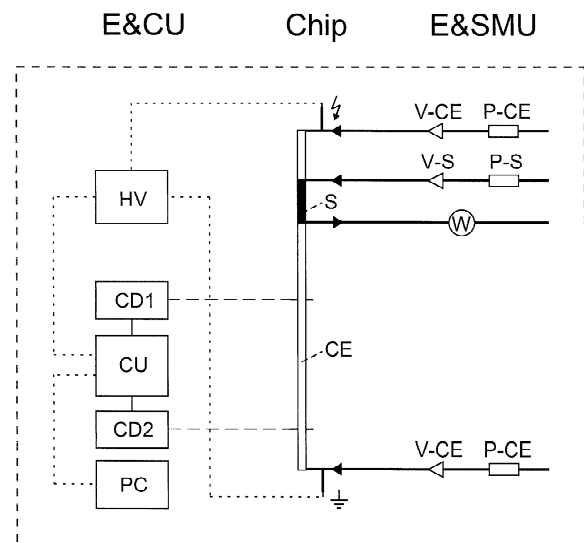 E&CU Chip E&SMU
V-CE P-CE
V-S P-S
HV
S
W
CD1
CE
CU
CD2
V-CE P-CE
PC